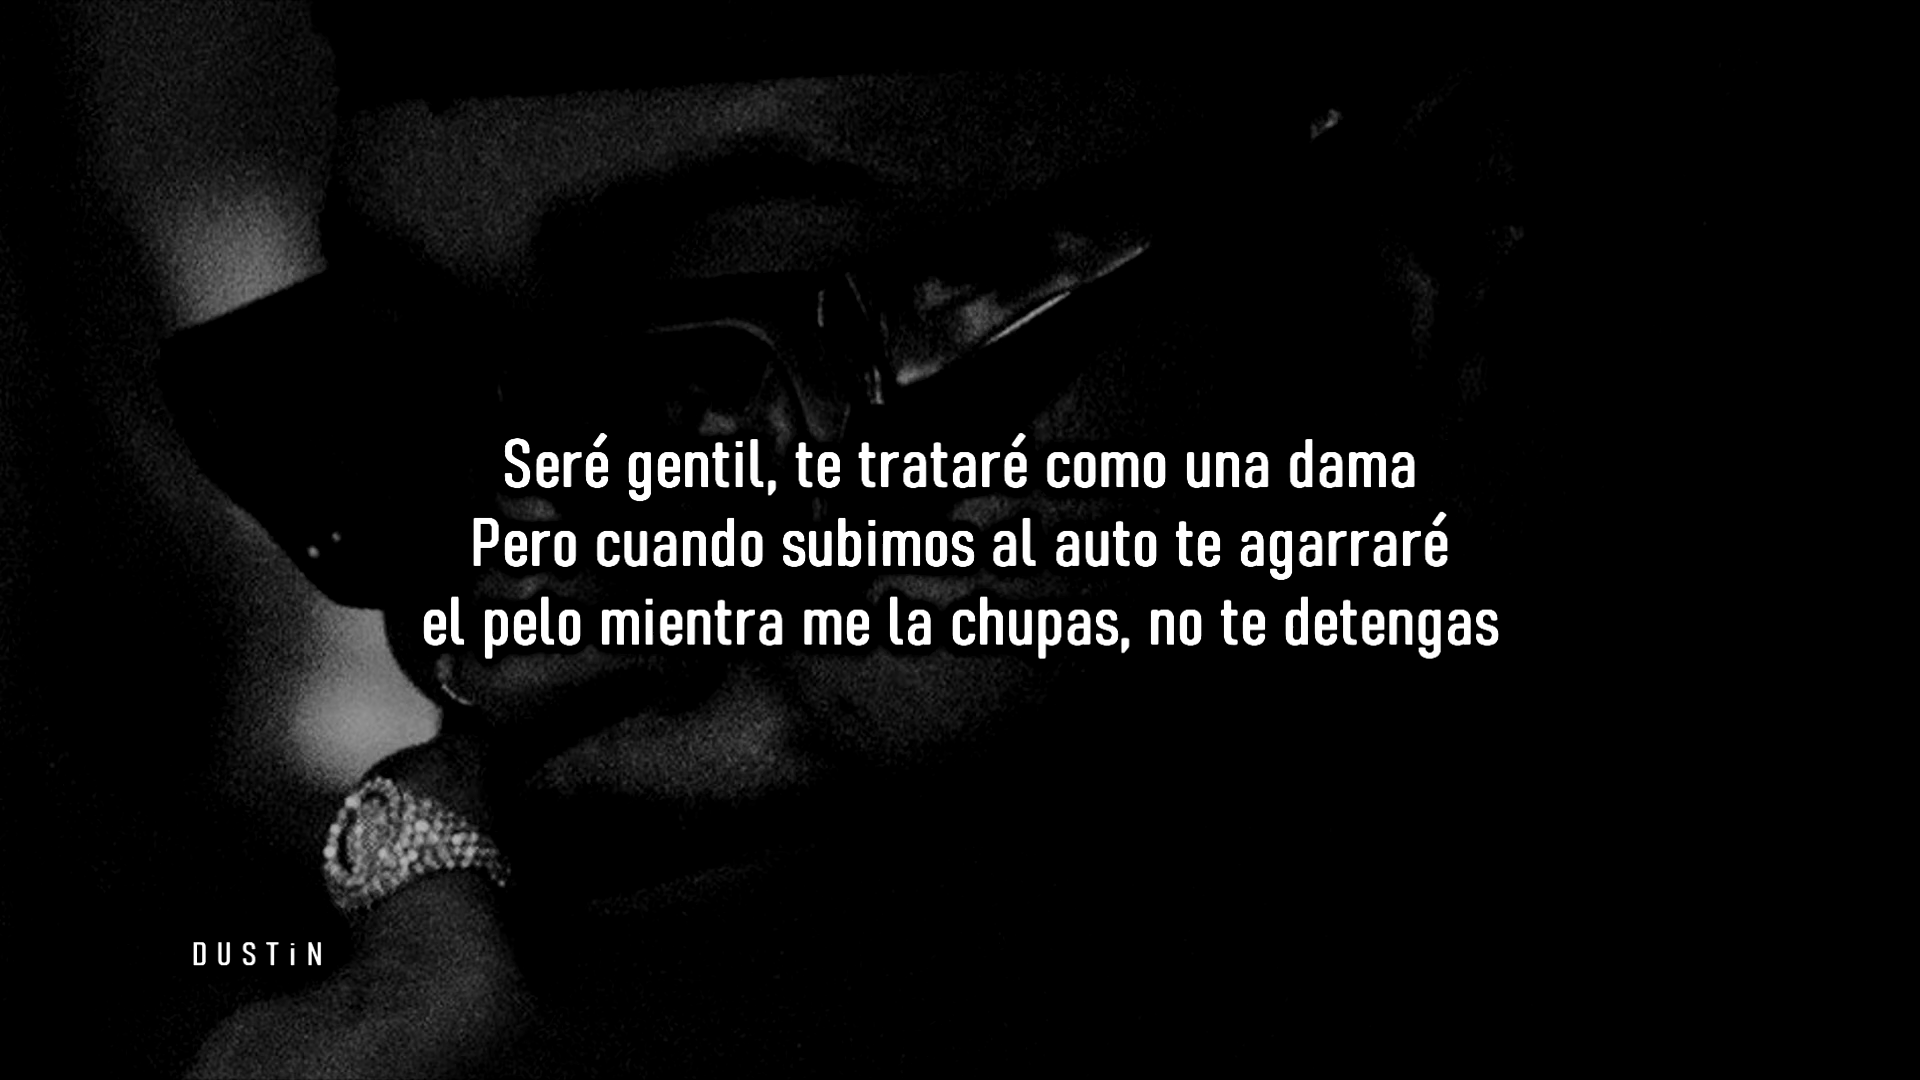 Seré gentil, te trataré como una dama
Pero cuando subimos al auto te agarraré
el pelo mientra me la chupas, no te detengas
DUSTiN